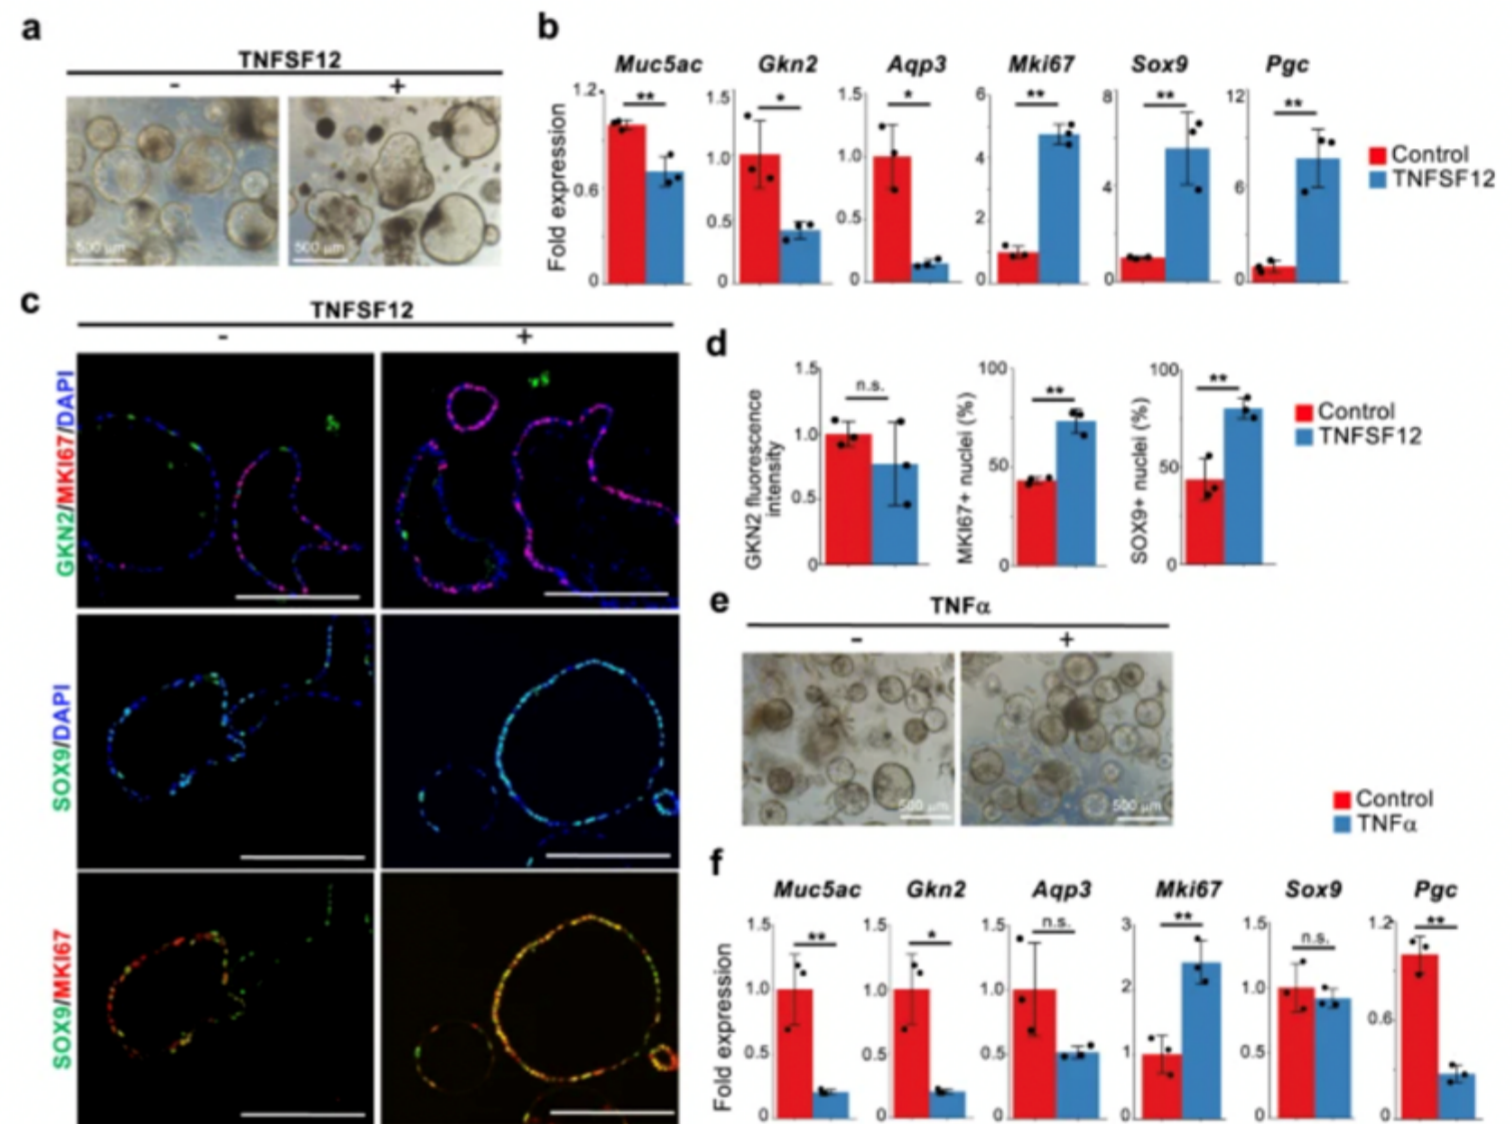 a
TNFSF12
- +
500 µm
500 µm
b
Muc5ac Gkn2 Aqp3 Mki67 Sox9 Pgc
Fold expression
1.2
0.6
0
**
1.5
1.0
0.5
0
*
1.5
1.0
0.5
0
*
6
4
2
0
**
8
4
0
**
12
6
0
**
Control
TNFSF12
c
TNFSF12
- +
GKN2/MKI67/DAPI
SOX9/DAPI
SOX9/MKI67
d
GKN2 fluorescence
intensity
1.5
1.0
0.5
0
n.s.
MKI67+ nuclei (%)
100
50
0
**
SOX9+ nuclei (%)
100
50
0
**
Control
TNFSF12
e
TNFα
- +
500 µm
500 µm
Control
TNFα
f
Muc5ac Gkn2 Aqp3 Mki67 Sox9 Pgc
Fold expression
1.5
1.0
0.5
0
**
1.5
1.0
0.5
0
*
1.5
1.0
0.5
0
n.s.
3
2
1
0
**
1.5
1.0
0.5
0
n.s.
1.2
0.6
0
**